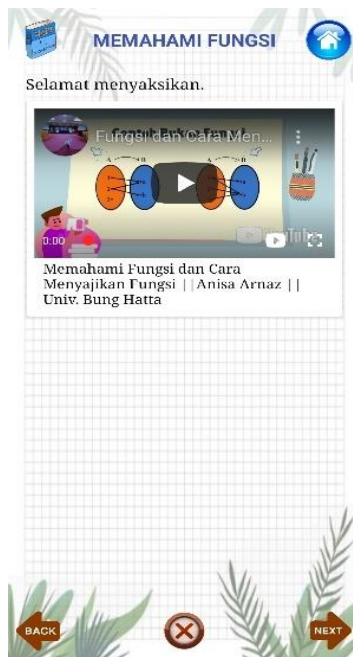 MEMAHAMI FUNGSI
Selamat menyaksikan.
Fungsi dan Cara Men...
A
B
A
B
0:00
YouTube
Memahami Fungsi dan Cara
Menyajikan Fungsi ||Anisa Arnaz ||
Univ. Bung Hatta
BACK
NEXT